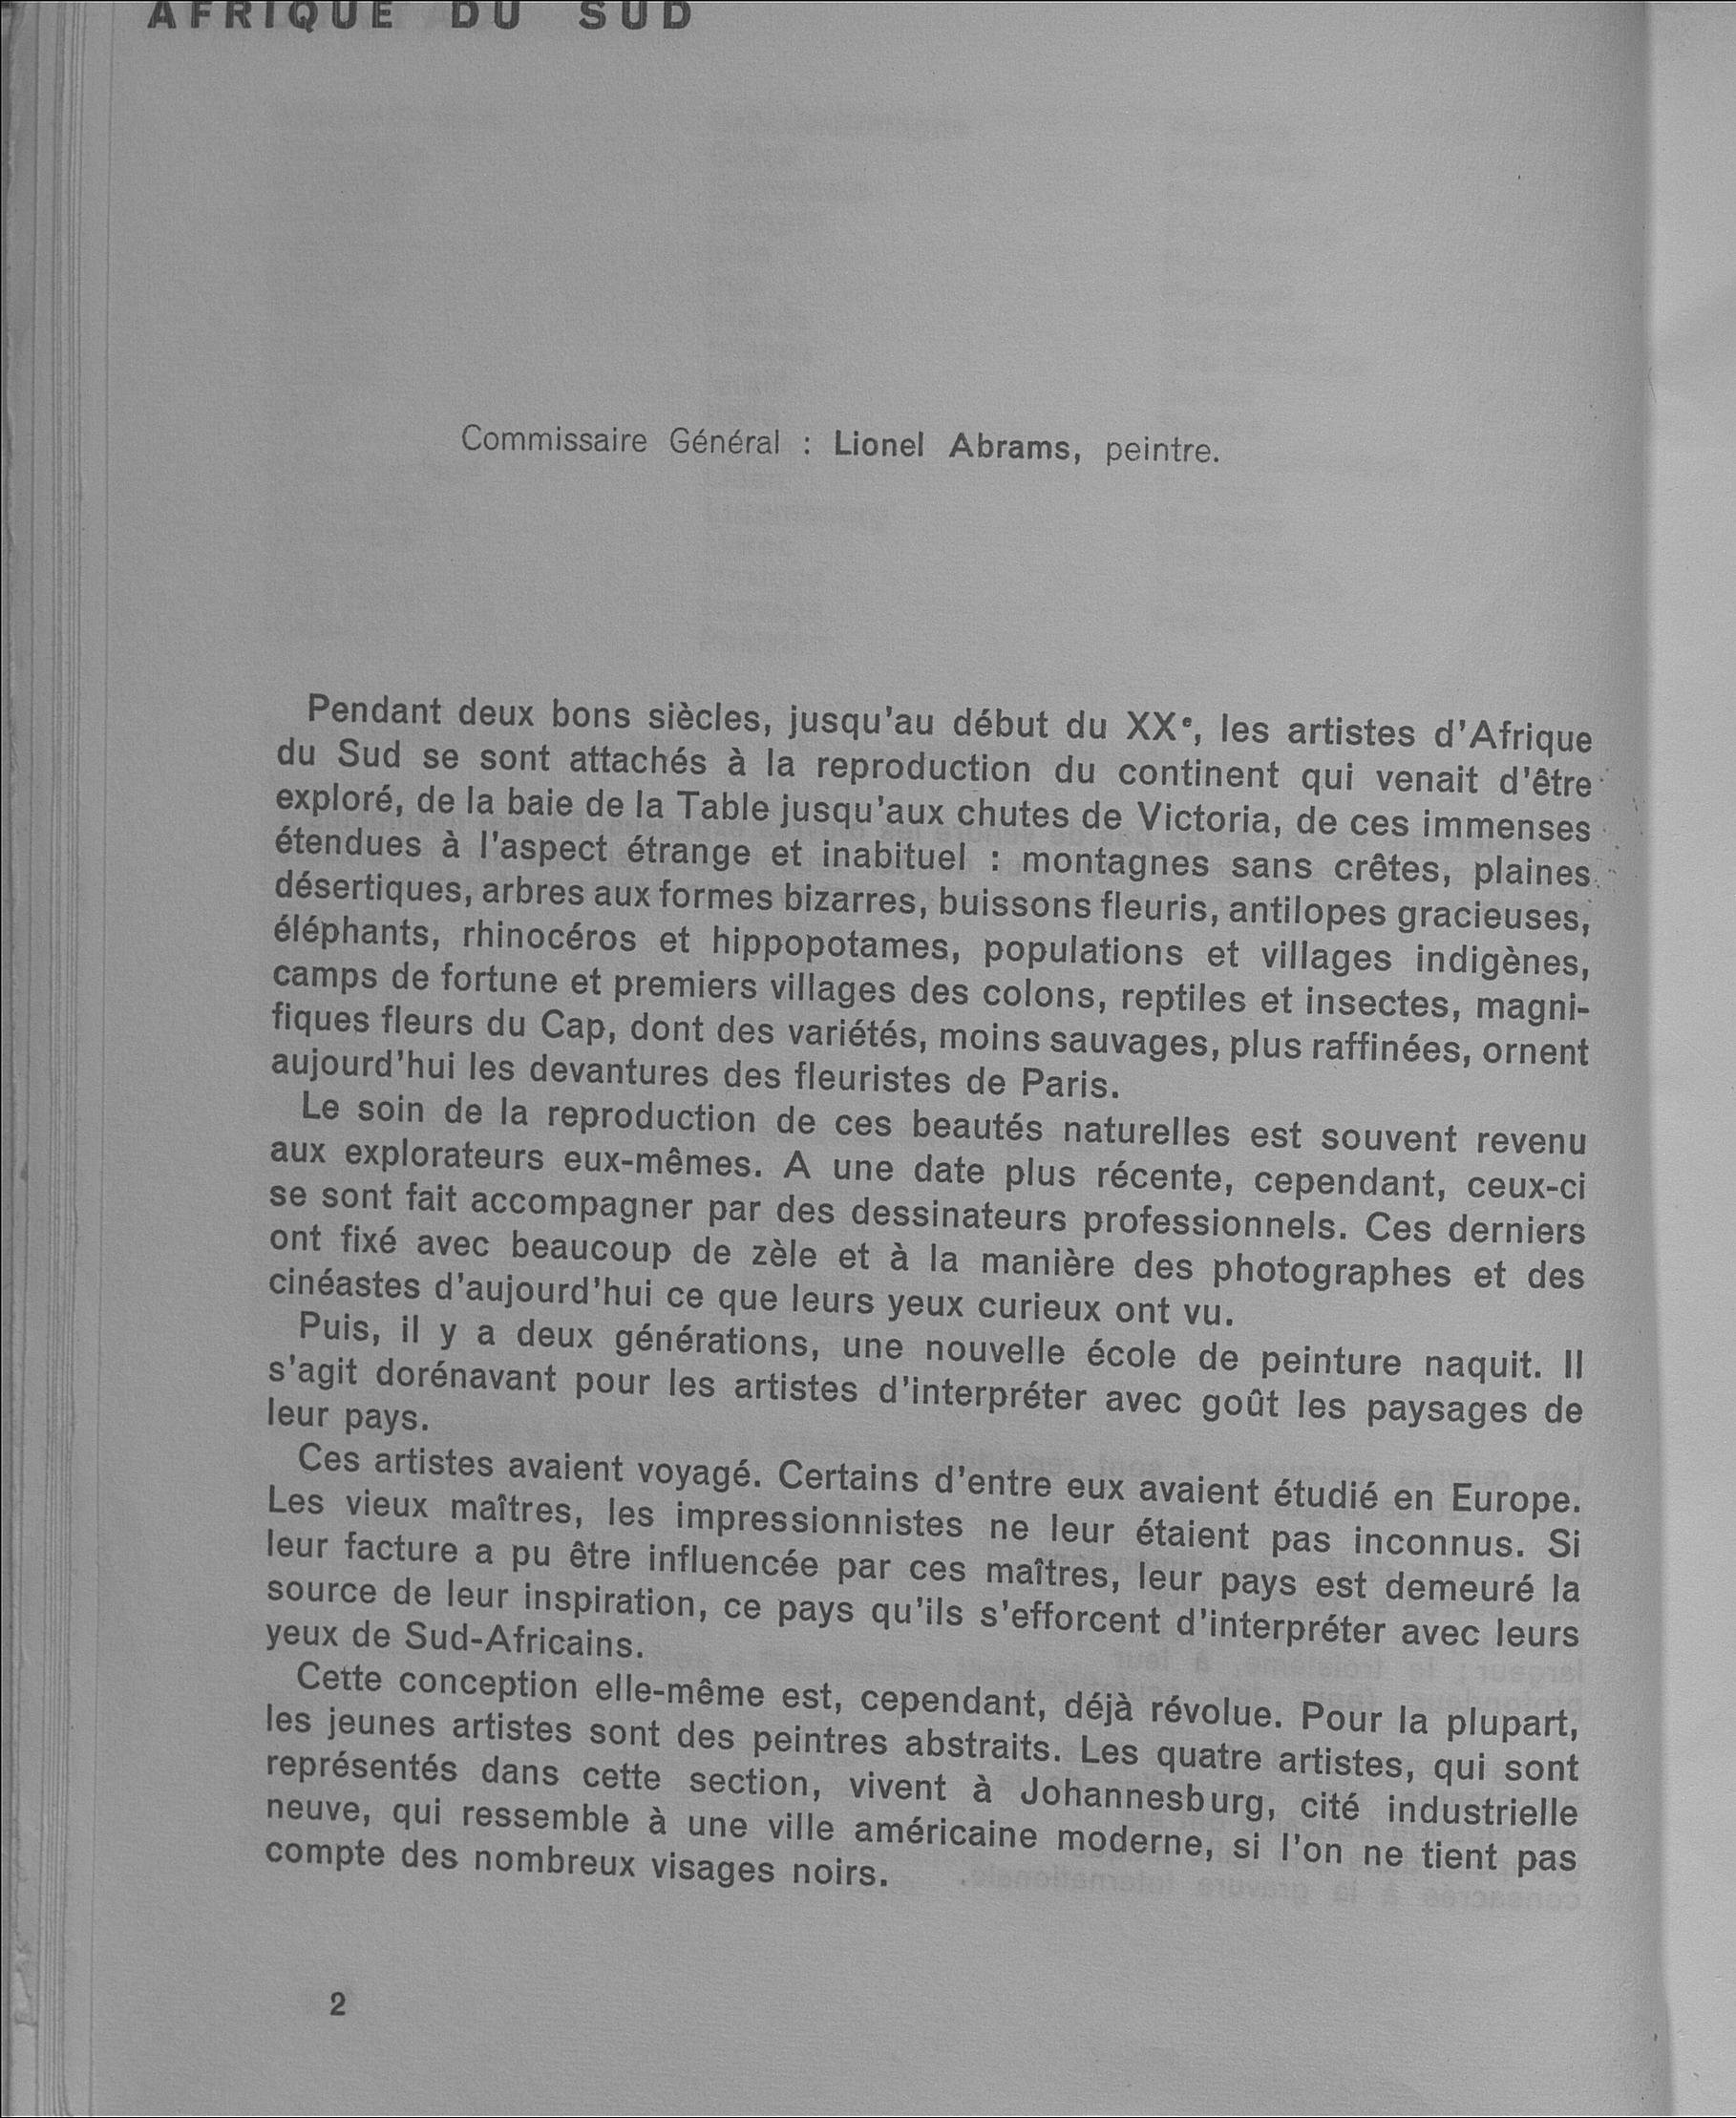 AFRIQUE DU SUD
Commissaire Général : Lionel Abrams, peintre.
Pendant deux bons siècles, jusqu'au début du XXe, les artistes d'Afrique
du Sud se sont attachés à la reproduction du continent qui venait d'être
exploré, de la baie de la Table jusqu'aux chutes de Victoria, de ces immenses
étendues à l'aspect étrange et inabituel : montagnes sans crêtes, plaines
désertiques, arbres aux formes bizarres, buissons fleuris, antilopes gracieuses,
éléphants, rhinocéros et hippopotames, populations et villages indigènes,
camps de fortune et premiers villages des colons, reptiles et insectes, magni-
fiques fleurs du Cap, dont des variétés, moins sauvages, plus raffinées, ornent
aujourd'hui les devantures des fleuristes de Paris.
Le soin de la reproduction de ces beautés naturelles est souvent revenu
aux explorateurs eux-mêmes. A une date plus récente, cependant, ceux-ci
se sont fait accompagner par des dessinateurs professionnels. Ces derniers
ont fixé avec beaucoup de zèle et à la manière des photographes et des
cinéastes d'aujourd'hui ce que leurs yeux curieux ont vu.
Puis, il y a deux générations, une nouvelle école de peinture naquit. Il
s'agit dorénavant pour les artistes d'interpréter avec goût les paysages de
leur pays.
Ces artistes avaient voyagé. Certains d'entre eux avaient étudié en Europe.
Les vieux maîtres, les impressionnistes ne leur étaient pas inconnus. Si
leur facture a pu être influencée par ces maîtres, leur pays est demeuré la
source de leur inspiration, ce pays qu'ils s'efforcent d'interpréter avec leurs
yeux de Sud-Africains.
Cette conception elle-même est, cependant, déjà révolue. Pour la plupart,
les jeunes artistes sont des peintres abstraits. Les quatre artistes, qui sont
représentés dans cette section, vivent à Johannesburg, cité industrielle
neuve, qui ressemble à une ville américaine moderne, si l'on ne tient pas
compte des nombreux visages noirs.
2